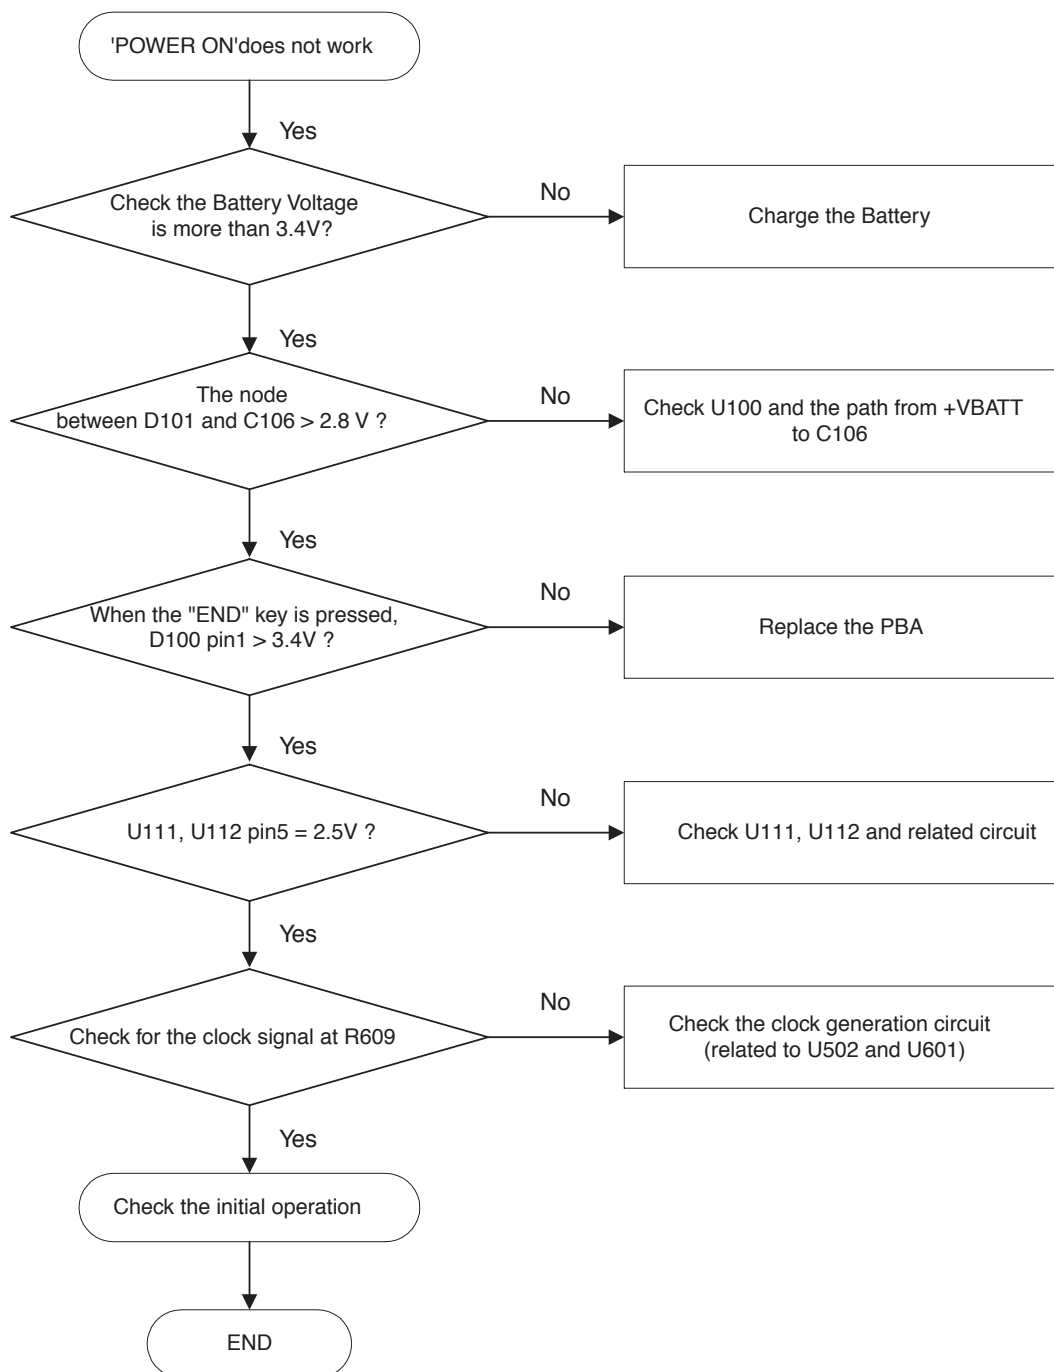 'POWER ON'does not work
Yes
Check the Battery Voltage
is more than 3.4V?
No
Charge the Battery
Yes
The node
between D101 and C106 > 2.8 V ?
No
Check U100 and the path from +VBATT
to C106
Yes
When the "END" key is pressed,
D100 pin1 > 3.4V ?
No
Replace the PBA
Yes
U111, U112 pin5 = 2.5V ?
No
Check U111, U112 and related circuit
Yes
Check for the clock signal at R609
No
Check the clock generation circuit
(related to U502 and U601)
Yes
Check the initial operation
END